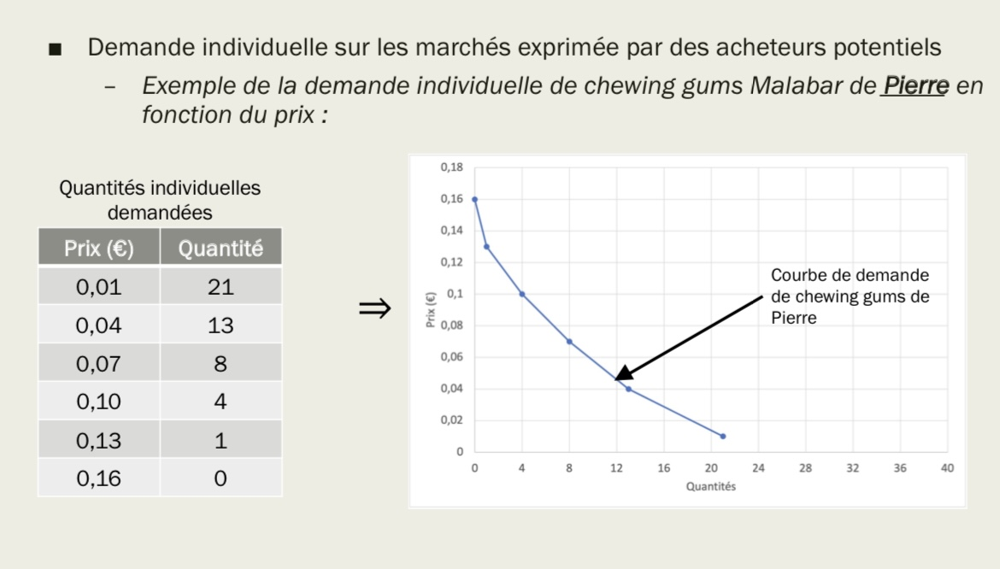 ■ Demande individuelle sur les marchés exprimée par des acheteurs potentiels
– Exemple de la demande individuelle de chewing gums Malabar de Pierre en
fonction du prix :
Quantités individuelles
demandées
Prix (€) Quantité
0,01 21
0,04 13
0,07 8
0,10 4
0,13 1
0,16 0
⇒
0,18
0,16
0,14
0,12
0,1
0,08
0,06
0,04
0,02
0
Prix (€)
0 4 8 12 16 20 24 28 32 36 40
Quantités
Courbe de demande
de chewing gums de
Pierre